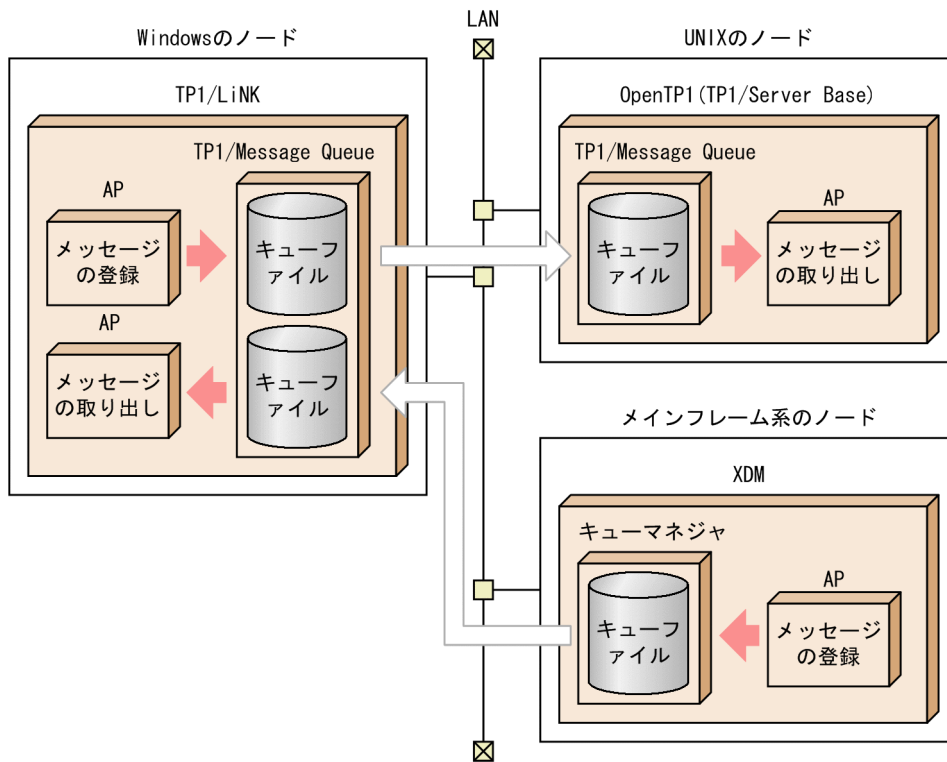 LAN
Windowsのノード
TP1/LiNK
TP1/Message Queue
AP
メッセージ
の登録
キューフ
ァイル
AP
メッセージ
の取り出し
キューフ
ァイル
UNIXのノード
OpenTP1(TP1/Server Base)
TP1/Message Queue
キューフ
ァイル
AP
メッセージ
の取り出し
メインフレーム系のノード
XDM
キューマネジャ
キューフ
ァイル
AP
メッセージ
の登録